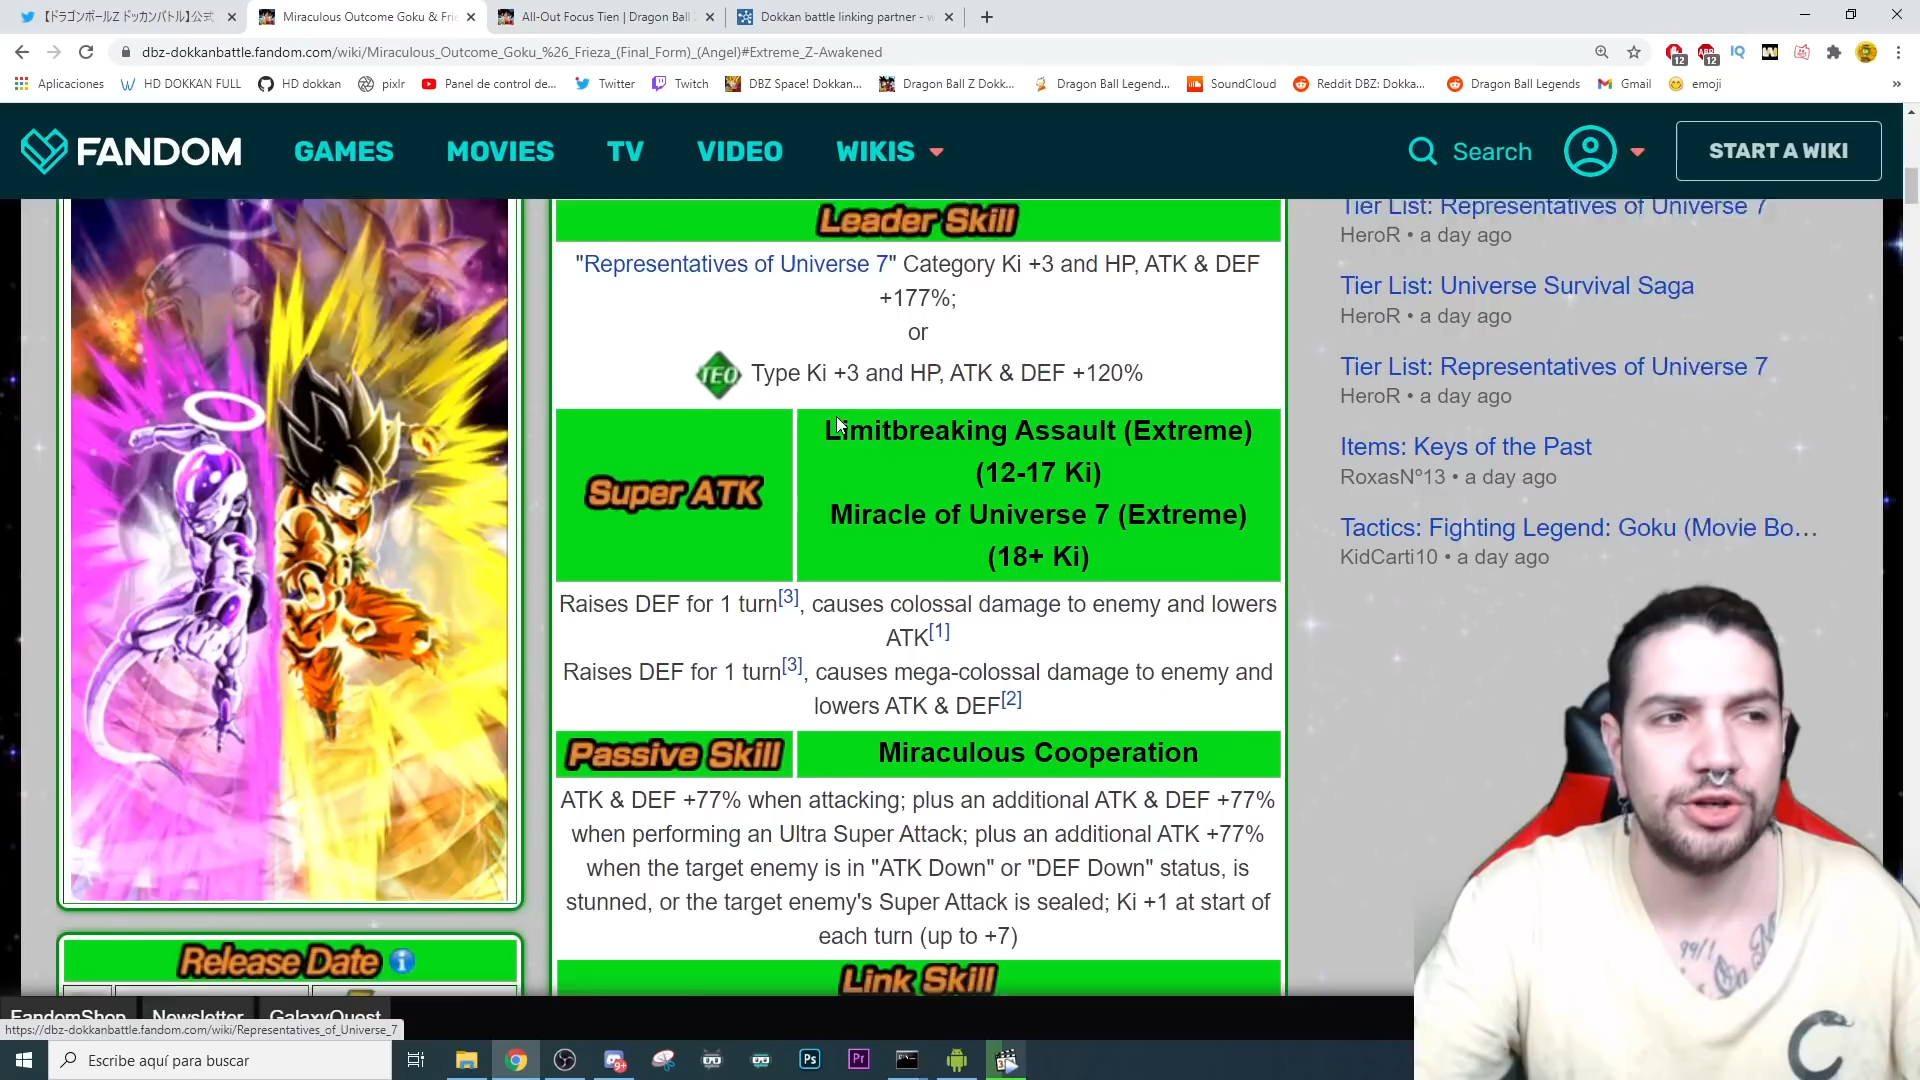 【ドラゴンボールZ ドッカンバトル】公式
Miraculous Outcome Goku & Frie
All-Out Focus Tien | Dragon Ball
Dokkan battle linking partner - w
dbz-dokkanbattle.fandom.com/wiki/Miraculous_Outcome_Goku_%26_Frieza_(Final_Form)_(Angel)#Extreme_Z-Awakened
12
ABP
12
IQ
W
Aplicaciones
HD DOKKAN FULL
HD dokkan
pixlr
Panel de control de...
Twitter
Twitch
DBZ Space! Dokkan...
Dragon Ball Z Dokk...
Dragon Ball Legend...
SoundCloud
Reddit DBZ: Dokka...
Dragon Ball Legends
Gmail
emoji
»
FANDOM
GAMES
MOVIES
TV
VIDEO
WIKIS
Search
START A WIKI
Leader Skill
"Representatives of Universe 7" Category Ki +3 and HP, ATK & DEF
+177%;
or
TEQ Type Ki +3 and HP, ATK & DEF +120%
Super ATK
Limitbreaking Assault (Extreme)
(12-17 Ki)
Miracle of Universe 7 (Extreme)
(18+ Ki)
Raises DEF for 1 turn[3], causes colossal damage to enemy and lowers
ATK[1]
Raises DEF for 1 turn[3], causes mega-colossal damage to enemy and
lowers ATK & DEF[2]
Passive Skill
Miraculous Cooperation
ATK & DEF +77% when attacking; plus an additional ATK & DEF +77%
when performing an Ultra Super Attack; plus an additional ATK +77%
when the target enemy is in "ATK Down" or "DEF Down" status, is
stunned, or the target enemy's Super Attack is sealed; Ki +1 at start of
each turn (up to +7)
Link Skill
Release Date
Tier List: Representatives of Universe 7
HeroR • a day ago
Tier List: Universe Survival Saga
HeroR • a day ago
Tier List: Representatives of Universe 7
HeroR • a day ago
Items: Keys of the Past
RoxasNº13 • a day ago
Tactics: Fighting Legend: Goku (Movie Bo…
KidCarti10 • a day ago
FandomShop
Newsletter
GalaxyQuest
https://dbz-dokkanbattle.fandom.com/wiki/Representatives_of_Universe_7
Escribe aquí para buscar
9+
Ps
Pr